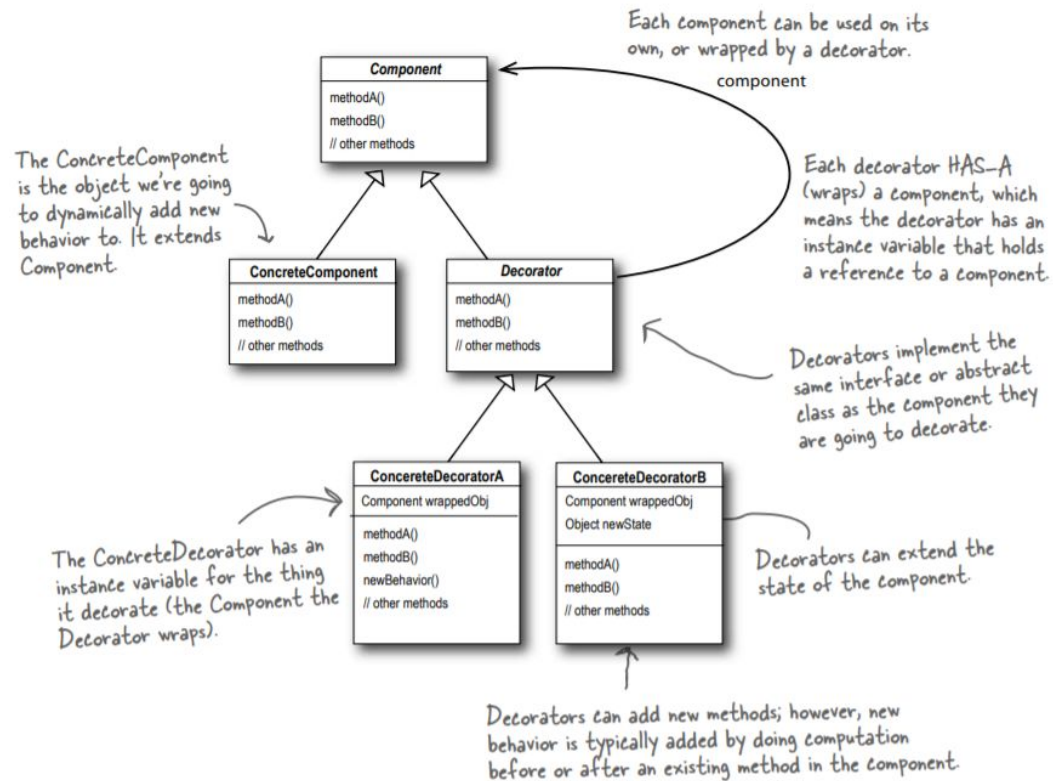 Each component can be used on its
own, or wrapped by a decorator.
component
Component
methodA()
methodB()
// other methods
The ConcreteComponent
is the object we're going
to dynamically add new
behavior to. It extends
Component.
Each decorator HAS-A
(wraps) a component, which
means the decorator has an
instance variable that holds
a reference to a component.
ConcreteComponent
methodA()
methodB()
// other methods
Decorator
methodA()
methodB()
// other methods
Decorators implement the
same interface or abstract
class as the component they
are going to decorate.
ConcereteDecoratorA
Component wrappedObj
methodA()
methodB()
newBehavior()
// other methods
ConcereteDecoratorB
Component wrappedObj
Object newState
methodA()
methodB()
// other methods
The ConcreteDecorator has an
instance variable for the thing
it decorate (the Component the
Decorator wraps).
Decorators can extend the
state of the component.
Decorators can add new methods; however, new
behavior is typically added by doing computation
before or after an existing method in the component.